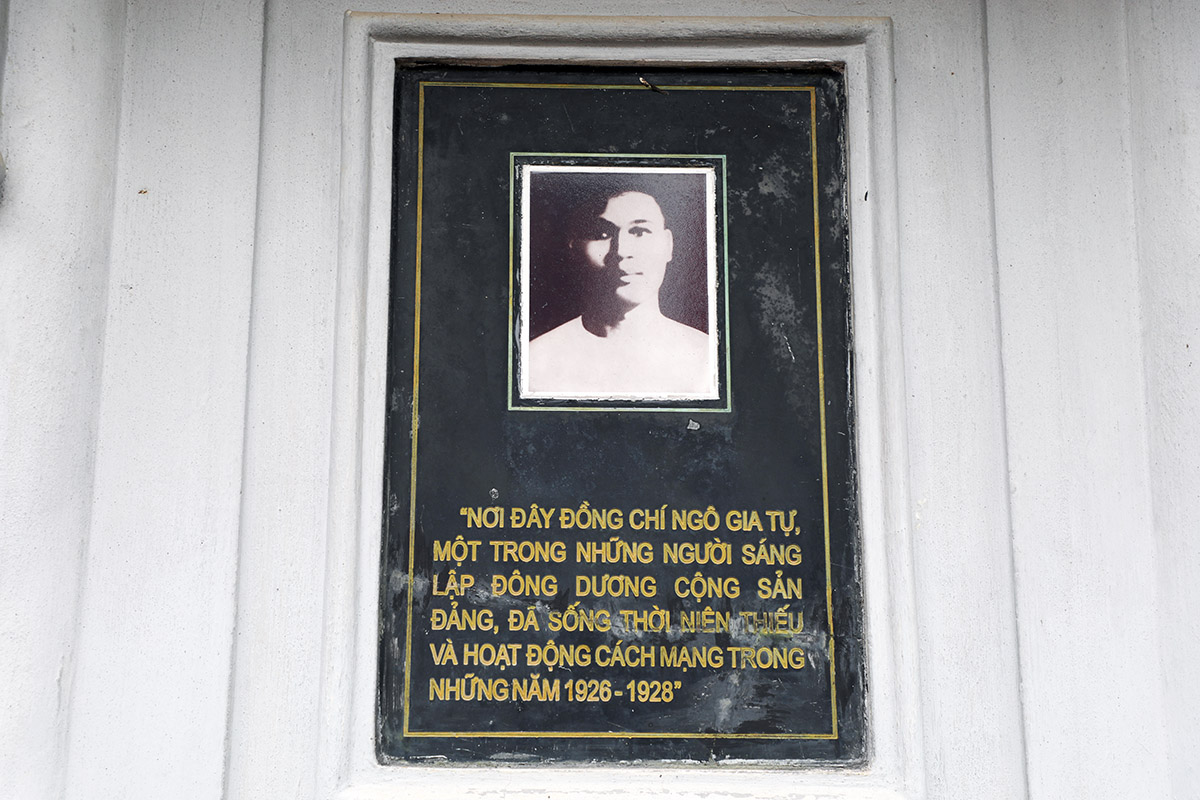 “NƠI ĐÂY ĐỒNG CHÍ NGÔ GIA TỰ,
MỘT TRONG NHỮNG NGƯỜI SÁNG
LẬP ĐÔNG DƯƠNG CỘNG SẢN
ĐẢNG, ĐÃ SỐNG THỜI NIÊN THIẾU
VÀ HOẠT ĐỘNG CÁCH MẠNG TRONG
NHỮNG NĂM 1926 - 1928”